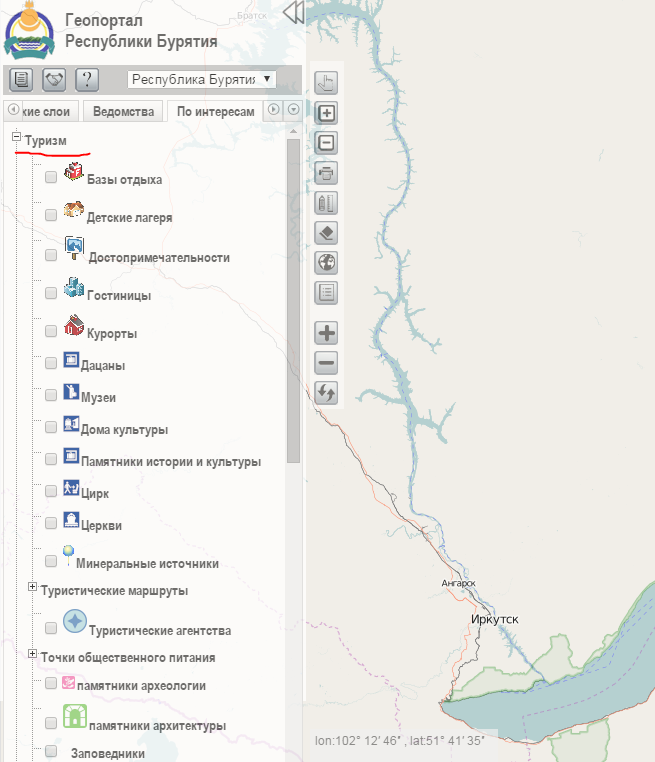 Братск
Геопортал
Республики Бурятия
?
Республика Буряти
кие слои
Ведомства
По интересам
Туризм
Базы отдыха
Детские лагеря
Достопримечательности
Гостиницы
Курорты
Дацаны
Музеи
Дома культуры
Памятники истории и культуры
Цирк
Церкви
Минеральные источники
Туристические маршруты
Туристические агентства
Точки общественного питания
памятники археологии
памятники архитектуры
Заповедники
Ангарск
Иркутск
lon:102° 12' 46" , lat:51° 41' 35"